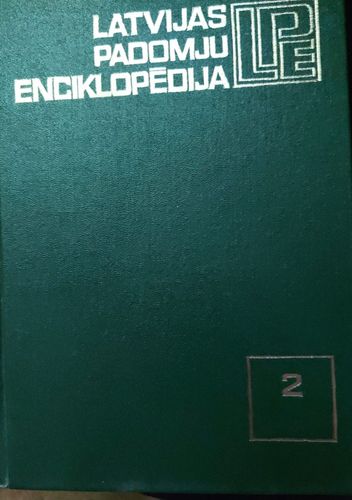 LATVIJAS
PADOMJU
ENCIKLOPĒDIJA
LPE
2